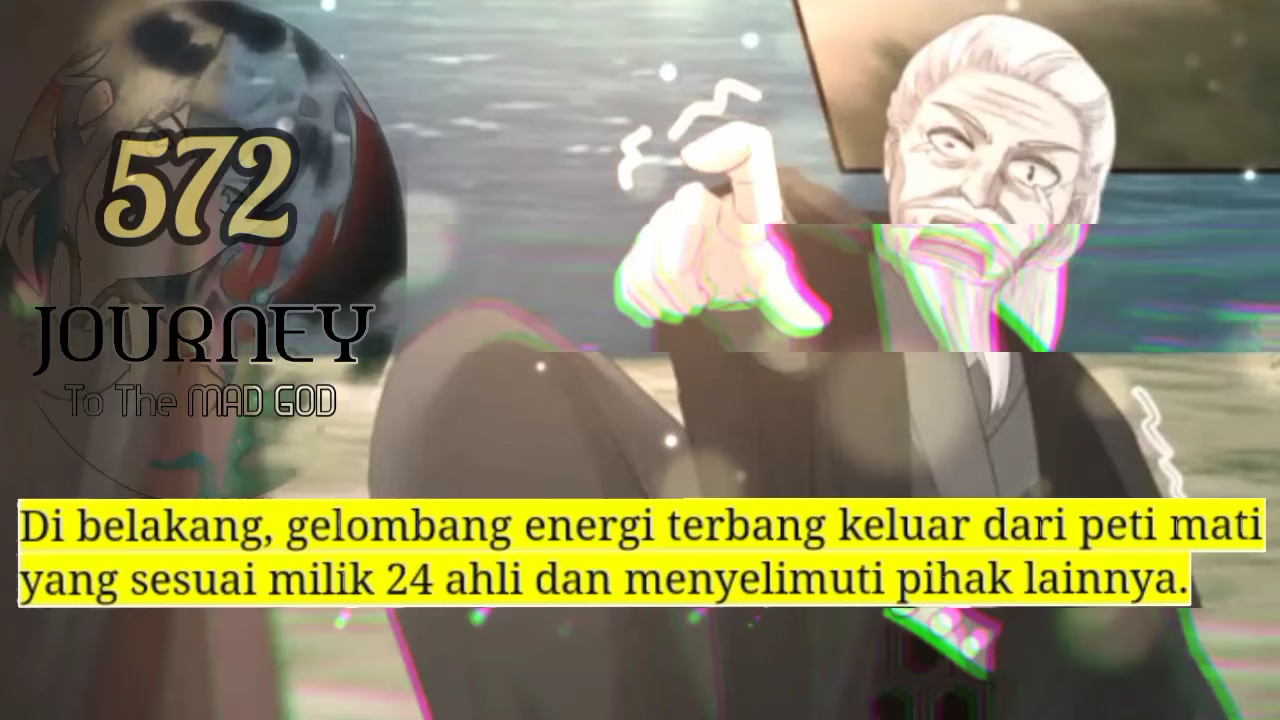 572
JOURNEY
To The MAD GOD
Di belakang, gelombang energi terbang keluar dari peti mati
yang sesuai milik 24 ahli dan menyelimuti pihak lainnya.